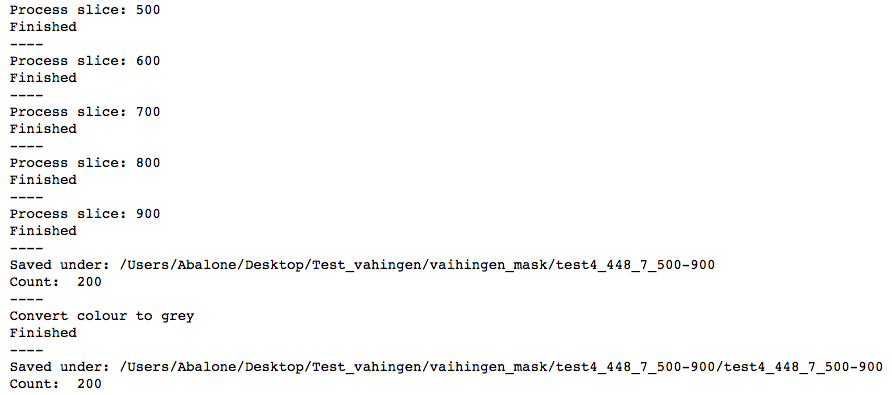 Process slice: 500
Finished
----
Process slice: 600
Finished
----
Process slice: 700
Finished
----
Process slice: 800
Finished
----
Process slice: 900
Finished
----
Saved under: /Users/Abalone/Desktop/Test_vahingen/vaihingen_mask/test4_448_7_500-900
Count:  200
----
Convert colour to grey
Finished
----
Saved under: /Users/Abalone/Desktop/Test_vahingen/vaihingen_mask/test4_448_7_500-900/test4_448_7_500-900
Count:  200